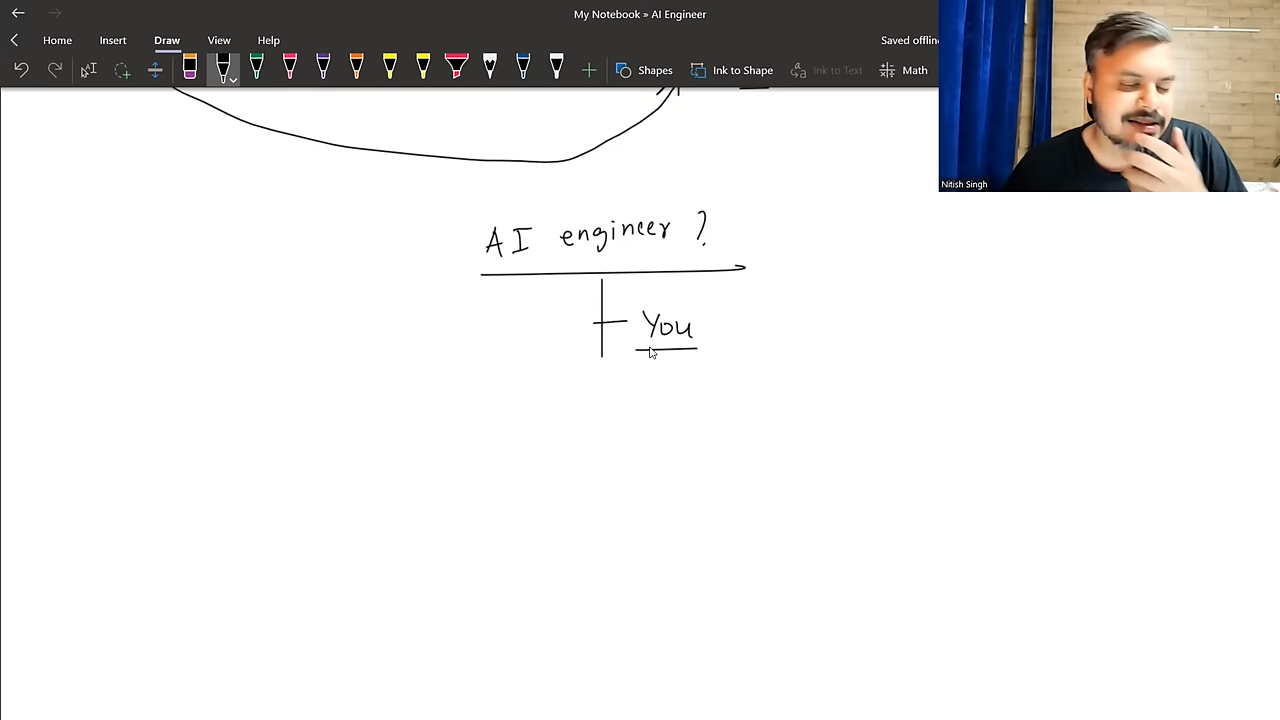 My Notebook » AI Engineer
Home Insert Draw View Help
Saved offlin
Shapes Ink to Shape Ink to Text Math
Nitish Singh
AI engineer ?
You